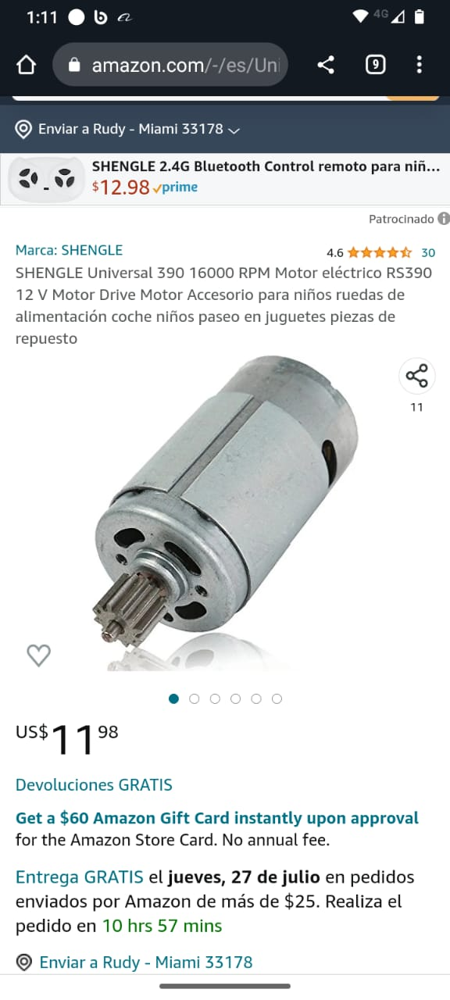 1:11
4G
amazon.com/-/es/Uni
9
Enviar a Rudy - Miami 33178
SHENGLE 2.4G Bluetooth Control remoto para niñ...
$12.98 prime
Patrocinado
Marca: SHENGLE
4.6 30
SHENGLE Universal 390 16000 RPM Motor eléctrico RS390
12 V Motor Drive Motor Accesorio para niños ruedas de
alimentación coche niños paseo en juguetes piezas de
repuesto
11
US$11 98
Devoluciones GRATIS
Get a $60 Amazon Gift Card instantly upon approval
for the Amazon Store Card. No annual fee.
Entrega GRATIS el jueves, 27 de julio en pedidos
enviados por Amazon de más de $25. Realiza el
pedido en 10 hrs 57 mins
Enviar a Rudy - Miami 33178